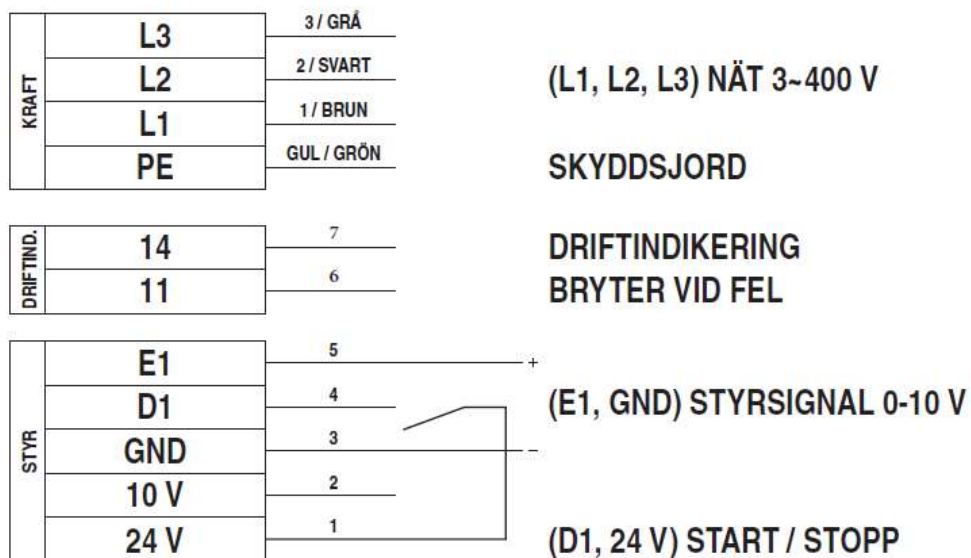 KRAFT
L3 3 / GRÅ
L2 2 / SVART
L1 1 / BRUN
PE GUL / GRÖN
(L1, L2, L3) NÄT 3~400 V
SKYDDSJORD
DRIFTIND.
14 7
11 6
DRIFTINDIKERING
BRYTER VID FEL
STYR
E1 5 +
D1 4
GND 3 –
10 V 2
24 V 1
(E1, GND) STYRSIGNAL 0-10 V
(D1, 24 V) START / STOPP